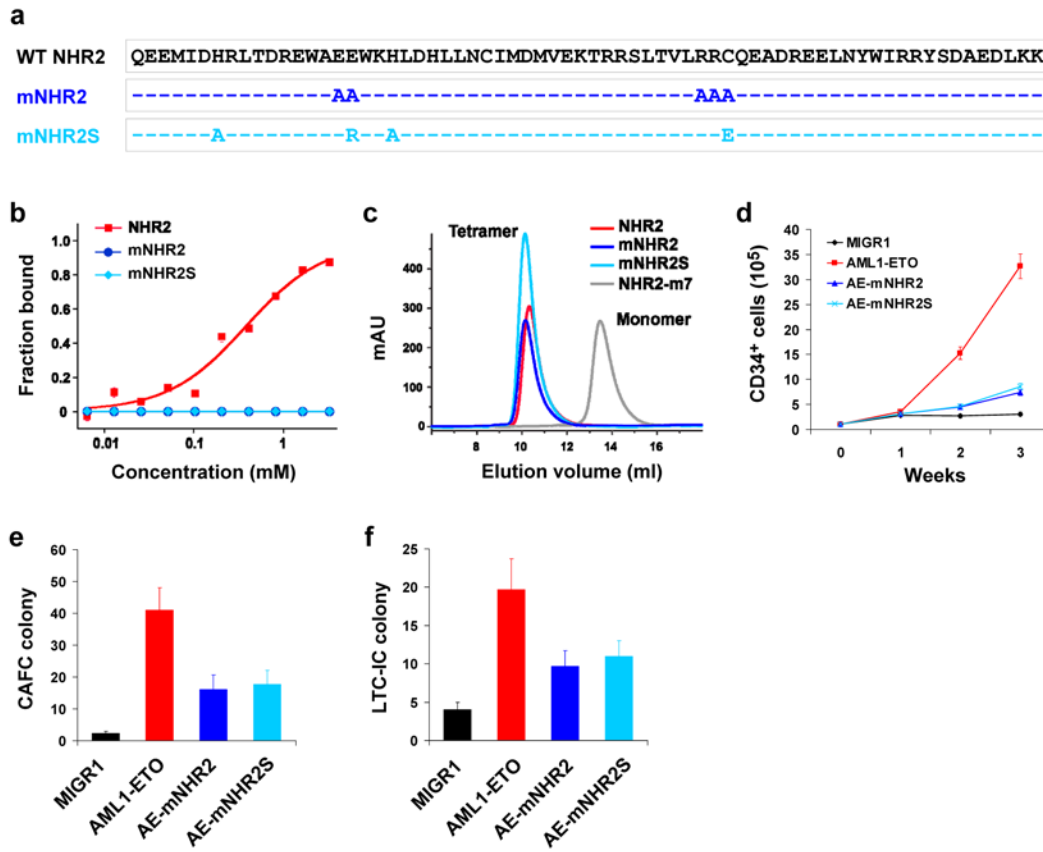 a
WT NHR2 QEEMIDHRLTDREWAEEWKHLDHLLNCIMDMVEKTRRSLTVLRRCQEADREELNYWIRRYSDAEDLKK
mNHR2 ---------------AA-------------------------AAA-----------------------
mNHR2S ------A---------R--A------------------------E-----------------------
b
NHR2
mNHR2
mNHR2S
Fraction bound
1.0
0.8
0.6
0.4
0.2
0
0.01 0.1 1
Concentration (mM)
c
Tetramer
NHR2
mNHR2
mNHR2S
NHR2-m7
Monomer
mAU
400
300
200
100
0
8 10 12 14 16
Elution volume (ml)
d
MIGR1
AML1-ETO
AE-mNHR2
AE-mNHR2S
CD34+ cells (10⁵)
40
35
30
25
20
15
10
5
0
0 1 2 3
Weeks
e
CAFC colony
60
50
40
30
20
10
0
MIGR1
AML1-ETO
AE-mNHR2
AE-mNHR2S
f
LTC-IC colony
25
20
15
10
5
0
MIGR1
AML1-ETO
AE-mNHR2
AE-mNHR2S